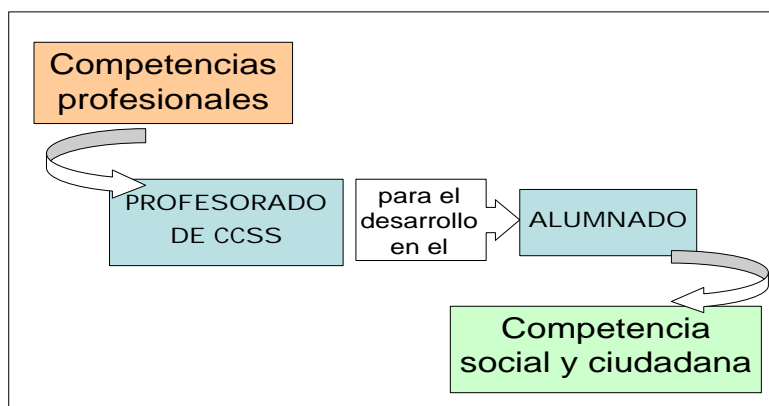 Competencias
profesionales
PROFESORADO
DE CCSS
para el
desarrollo
en el
ALUMNADO
Competencia
social y ciudadana